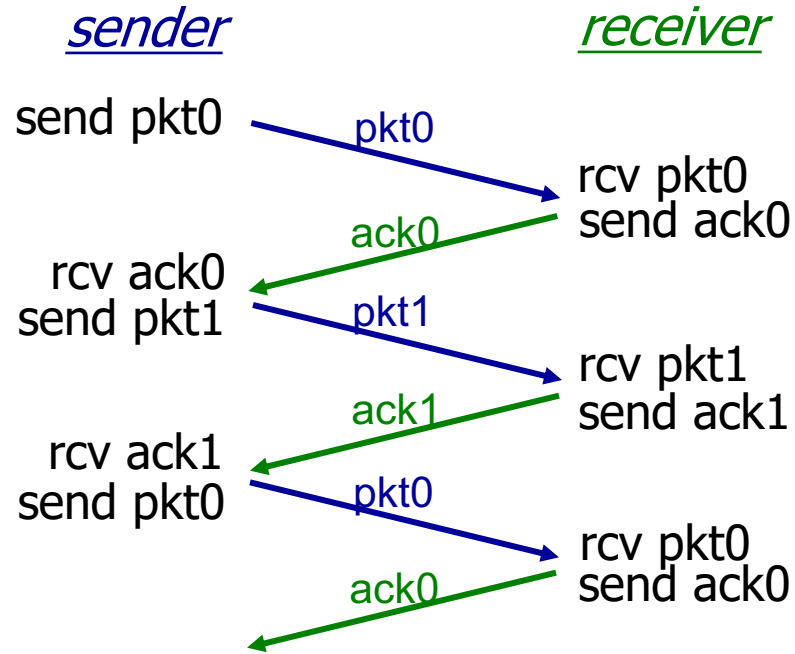 sender
receiver
send pkt0
pkt0
rcv pkt0
send ack0
ack0
rcv ack0
send pkt1
pkt1
rcv pkt1
send ack1
ack1
rcv ack1
send pkt0
pkt0
rcv pkt0
send ack0
ack0